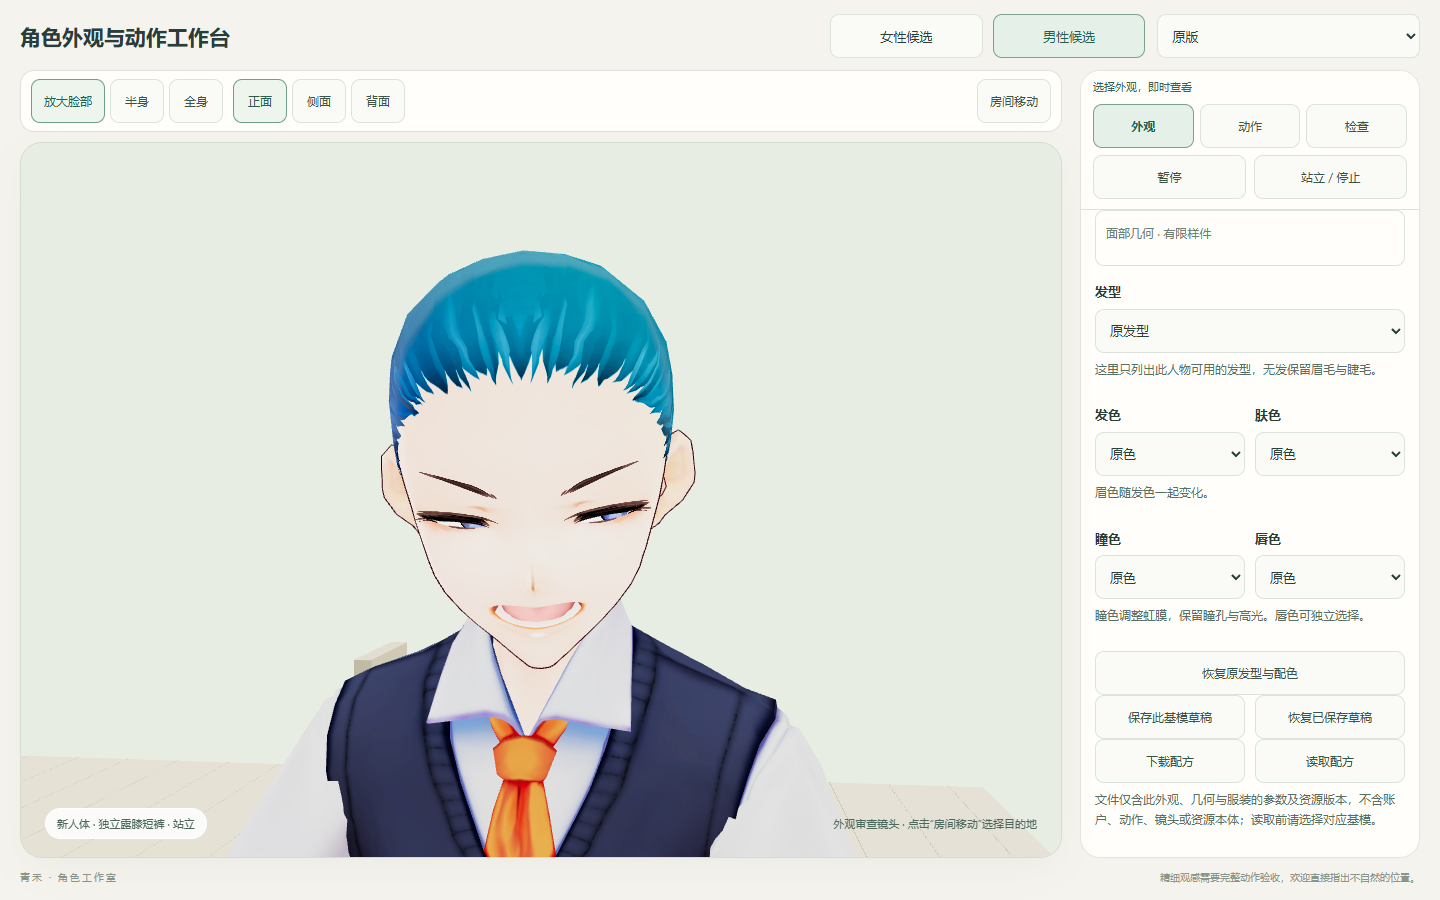 角色外观与动作工作台
女性候选
男性候选
原版
放大脸部
半身
全身
正面
侧面
背面
房间移动
选择外观，即时查看
外观
动作
检查
暂停
站立 / 停止
面部几何 · 有限样件
发型
原发型
这里只列出此人物可用的发型，无发保留眉毛与睫毛。
发色
肤色
原色
原色
眉色随发色一起变化。
瞳色
唇色
原色
原色
瞳色调整虹膜，保留瞳孔与高光。唇色可独立选择。
恢复原发型与配色
保存此基模草稿
恢复已保存草稿
下载配方
读取配方
文件仅含此外观、几何与服装的参数及资源版本，不含账
户、动作、镜头或资源本体；读取前请选择对应基模。
新人体 · 独立露膝短裤 · 站立
外观审查镜头 · 点击“房间移动”选择目的地
青禾 · 角色工作室
精细观感需要完整动作验收，欢迎直接指出不自然的位置。